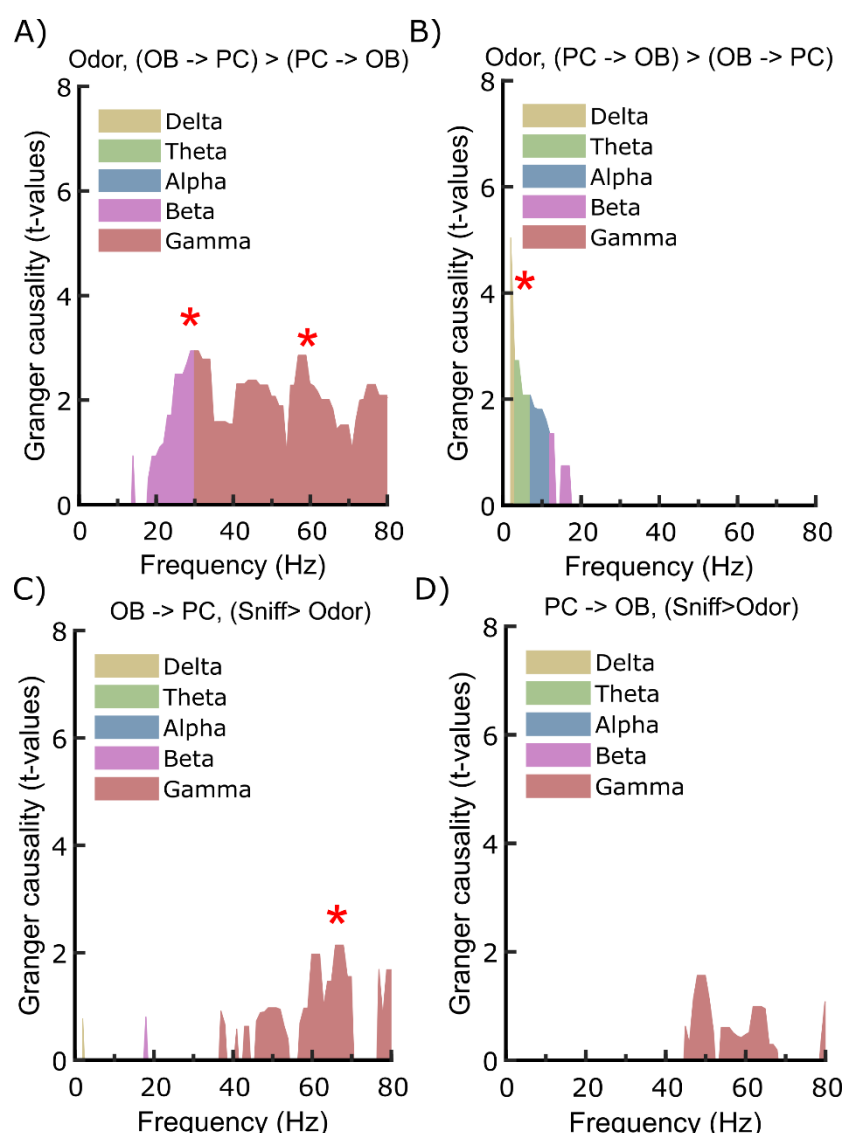 A)
Odor, (OB -> PC) > (PC -> OB)
Granger causality (t-values)
8
6
4
2
0
Delta
Theta
Alpha
Beta
Gamma
*
*
0 20 40 60 80
Frequency (Hz)
B)
Odor, (PC -> OB) > (OB -> PC)
Granger causality (t-values)
8
6
4
2
0
Delta
Theta
Alpha
Beta
Gamma
*
0 20 40 60 80
Frequency (Hz)
C)
OB -> PC, (Sniff> Odor)
Granger causality (t-values)
8
6
4
2
0
Delta
Theta
Alpha
Beta
Gamma
*
0 20 40 60 80
Frequency (Hz)
D)
PC -> OB, (Sniff>Odor)
Granger causality (t-values)
8
6
4
2
0
Delta
Theta
Alpha
Beta
Gamma
0 20 40 60 80
Frequency (Hz)